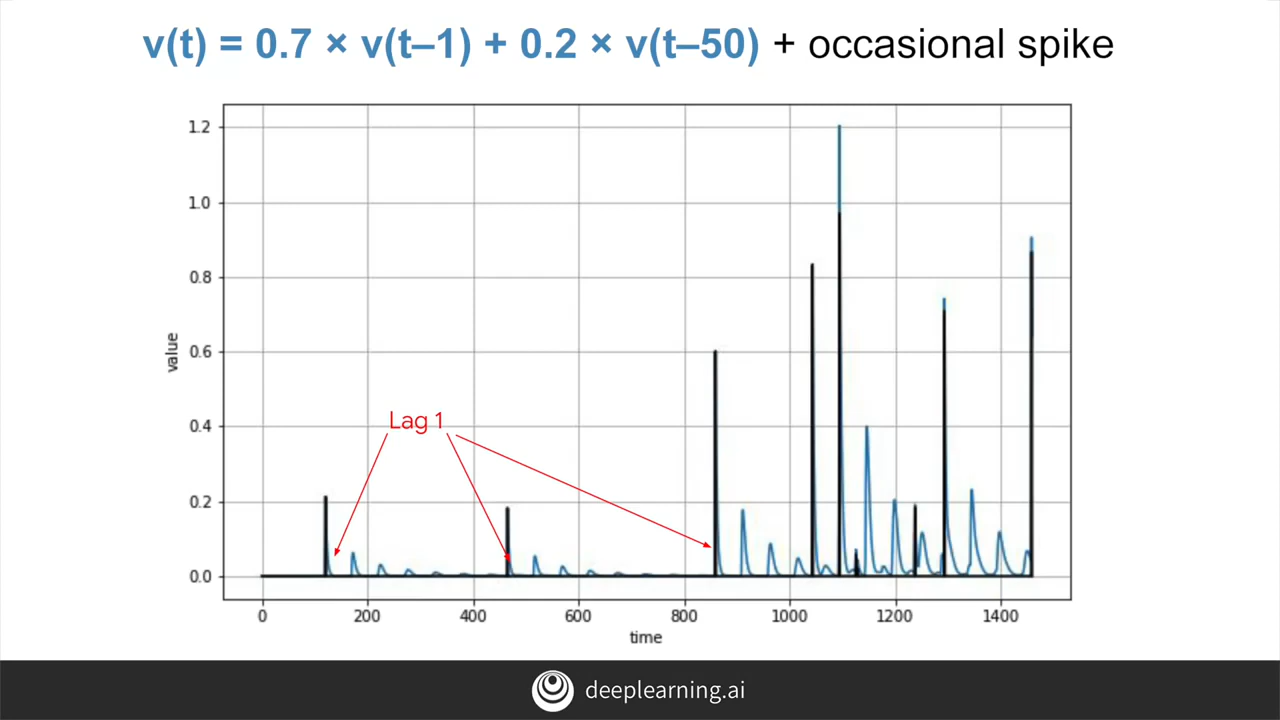 v(t) = 0.7 × v(t–1) + 0.2 × v(t–50) + occasional spike
1.2
1.0
0.8
0.6
0.4
0.2
0.0
value
Lag 1
0 200 400 600 800 1000 1200 1400
time
deeplearning.ai